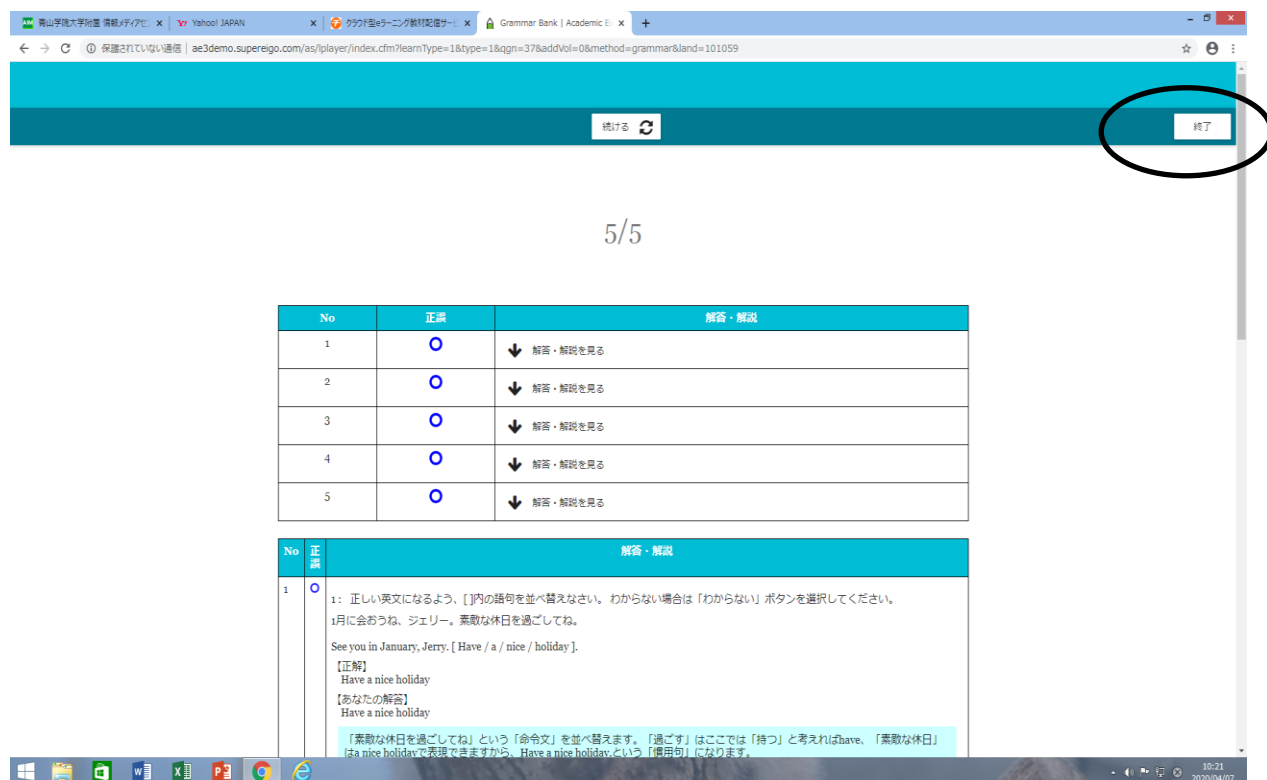 青山学院大学附置 情報メディアセ
Yahoo! JAPAN
クラウド型eラーニング教材配信サービ
Grammar Bank | Academic E
保護されていない通信 | ae3demo.supereigo.com/as/lplayer/index.cfm?learnType=1&type=1&qgn=37&addVol=0&method=grammar&land=101059
続ける
終了
5/5
No 正誤 解答・解説
1 解答・解説を見る
2 解答・解説を見る
3 解答・解説を見る
4 解答・解説を見る
5 解答・解説を見る
No 正誤 解答・解説
1 1: 正しい英文になるよう、[ ]内の語句を並べ替えなさい。 わからない場合は「わからない」ボタンを選択してください。
1月に会おうね、ジェリー。素敵な休日を過ごしてね。
See you in January, Jerry. [ Have / a / nice / holiday ].
【正解】
Have a nice holiday
【あなたの解答】
Have a nice holiday
「素敵な休日を過ごしてね」という「命令文」を並べ替えます。「過ごす」はここでは「持つ」と考えればhave、「素敵な休日」
はa nice holidayで表現できますから、Have a nice holiday.という「慣用句」になります。
10:21
2020/04/07